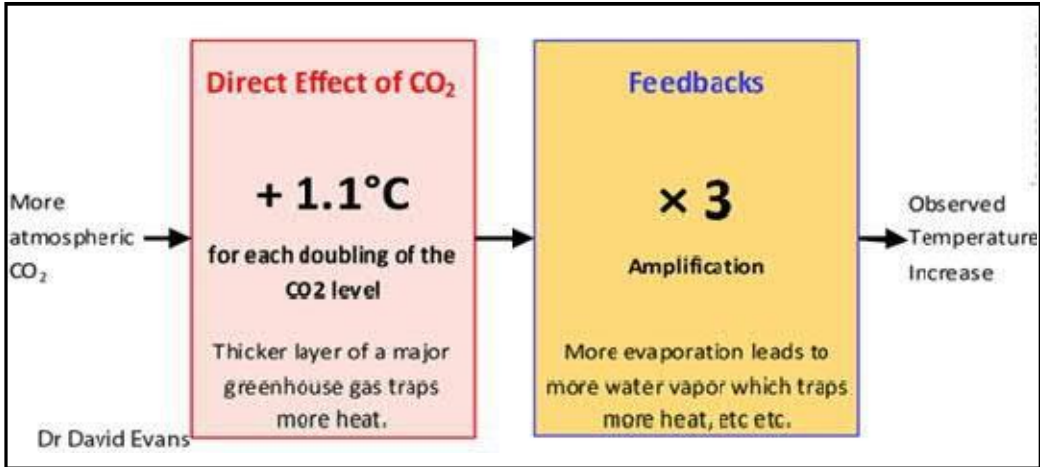 Direct Effect of CO₂
Feedbacks
More
atmospheric
CO₂
+ 1.1°C
for each doubling of the
CO2 level
Thicker layer of a major
greenhouse gas traps
more heat.
× 3
Amplification
More evaporation leads to
more water vapor which traps
more heat, etc etc.
Observed
Temperature
Increase
Dr David Evans